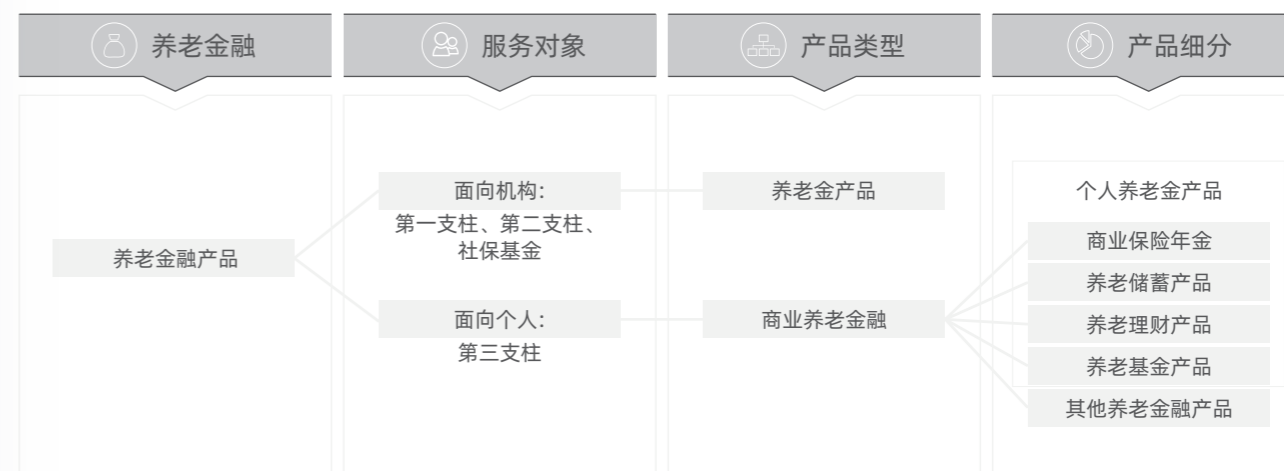 养老金融
服务对象
产品类型
产品细分
养老金融产品
面向机构：
第一支柱、第二支柱、
社保基金
面向个人：
第三支柱
养老金产品
商业养老金融
个人养老金产品
商业保险年金
养老储蓄产品
养老理财产品
养老基金产品
其他养老金融产品